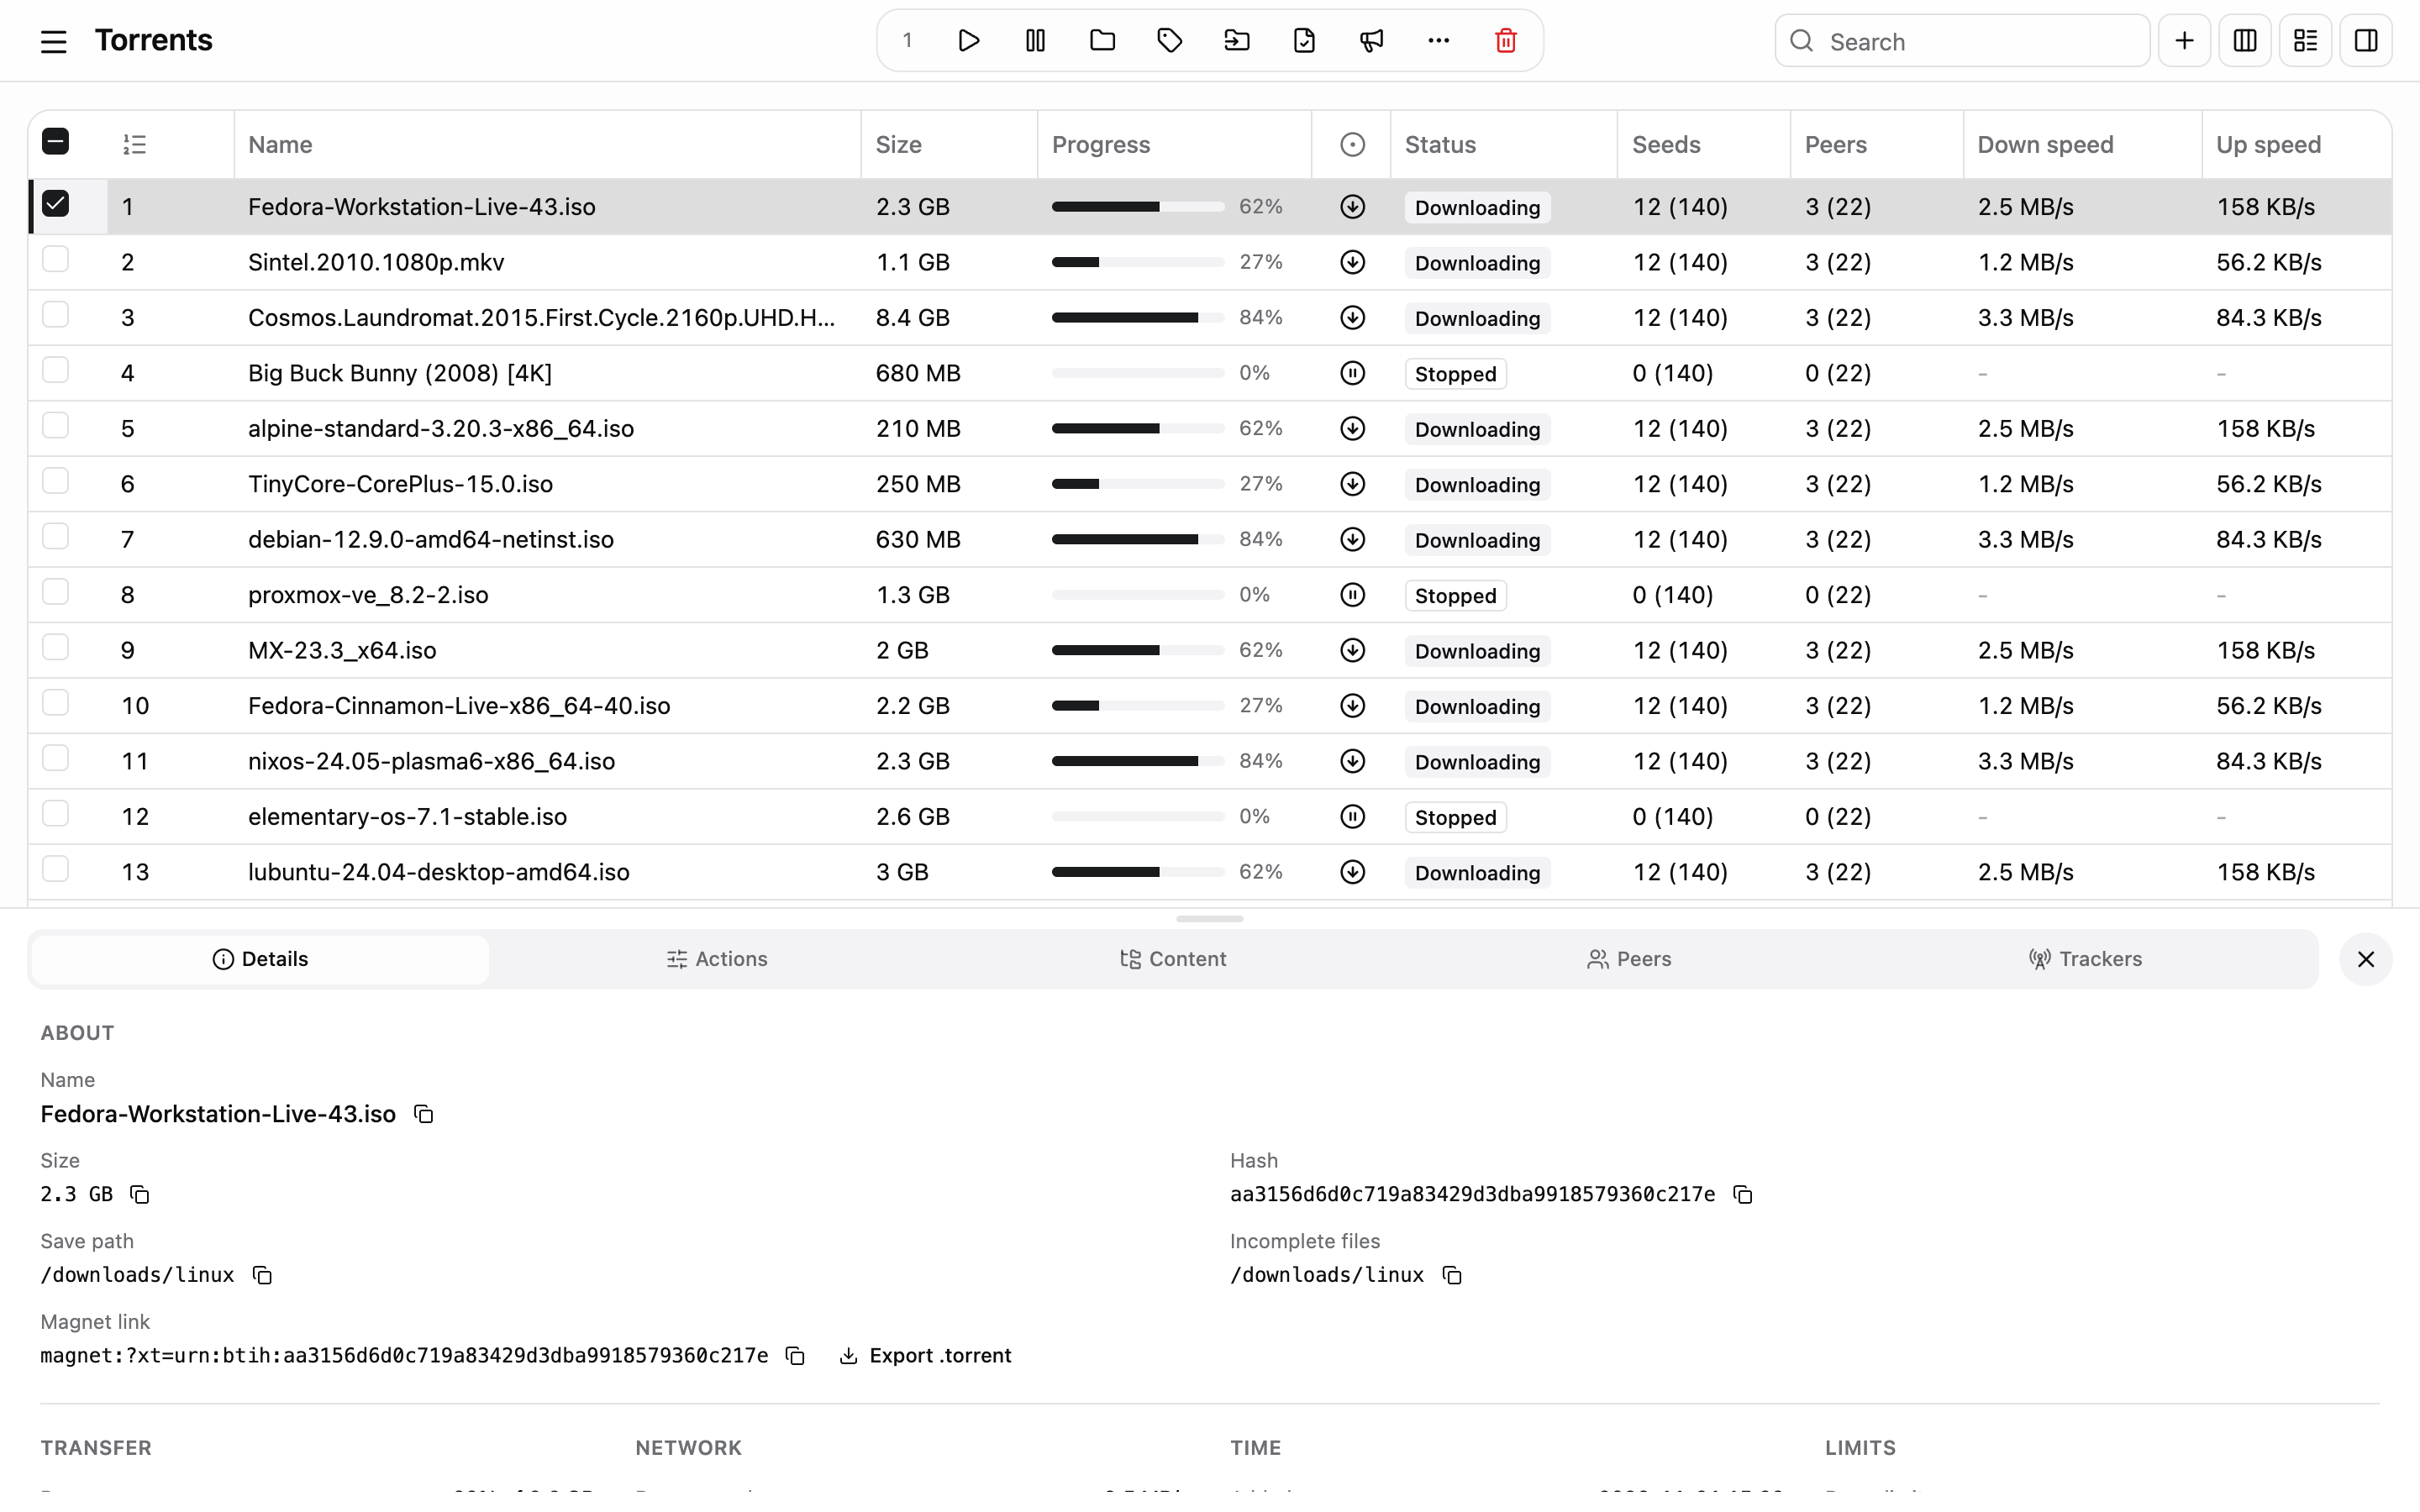 Torrents
1
Search
Name Size Progress Status Seeds Peers Down speed Up speed
1 Fedora-Workstation-Live-43.iso 2.3 GB 62% Downloading 12 (140) 3 (22) 2.5 MB/s 158 KB/s
2 Sintel.2010.1080p.mkv 1.1 GB 27% Downloading 12 (140) 3 (22) 1.2 MB/s 56.2 KB/s
3 Cosmos.Laundromat.2015.First.Cycle.2160p.UHD.H... 8.4 GB 84% Downloading 12 (140) 3 (22) 3.3 MB/s 84.3 KB/s
4 Big Buck Bunny (2008) [4K] 680 MB 0% Stopped 0 (140) 0 (22) - -
5 alpine-standard-3.20.3-x86_64.iso 210 MB 62% Downloading 12 (140) 3 (22) 2.5 MB/s 158 KB/s
6 TinyCore-CorePlus-15.0.iso 250 MB 27% Downloading 12 (140) 3 (22) 1.2 MB/s 56.2 KB/s
7 debian-12.9.0-amd64-netinst.iso 630 MB 84% Downloading 12 (140) 3 (22) 3.3 MB/s 84.3 KB/s
8 proxmox-ve_8.2-2.iso 1.3 GB 0% Stopped 0 (140) 0 (22) - -
9 MX-23.3_x64.iso 2 GB 62% Downloading 12 (140) 3 (22) 2.5 MB/s 158 KB/s
10 Fedora-Cinnamon-Live-x86_64-40.iso 2.2 GB 27% Downloading 12 (140) 3 (22) 1.2 MB/s 56.2 KB/s
11 nixos-24.05-plasma6-x86_64.iso 2.3 GB 84% Downloading 12 (140) 3 (22) 3.3 MB/s 84.3 KB/s
12 elementary-os-7.1-stable.iso 2.6 GB 0% Stopped 0 (140) 0 (22) - -
13 lubuntu-24.04-desktop-amd64.iso 3 GB 62% Downloading 12 (140) 3 (22) 2.5 MB/s 158 KB/s
Details Actions Content Peers Trackers
ABOUT
Name
Fedora-Workstation-Live-43.iso
Size Hash
2.3 GB aa3156d6d0c719a83429d3dba9918579360c217e
Save path Incomplete files
/downloads/linux /downloads/linux
Magnet link
magnet:?xt=urn:btih:aa3156d6d0c719a83429d3dba9918579360c217e Export .torrent
TRANSFER NETWORK TIME LIMITS